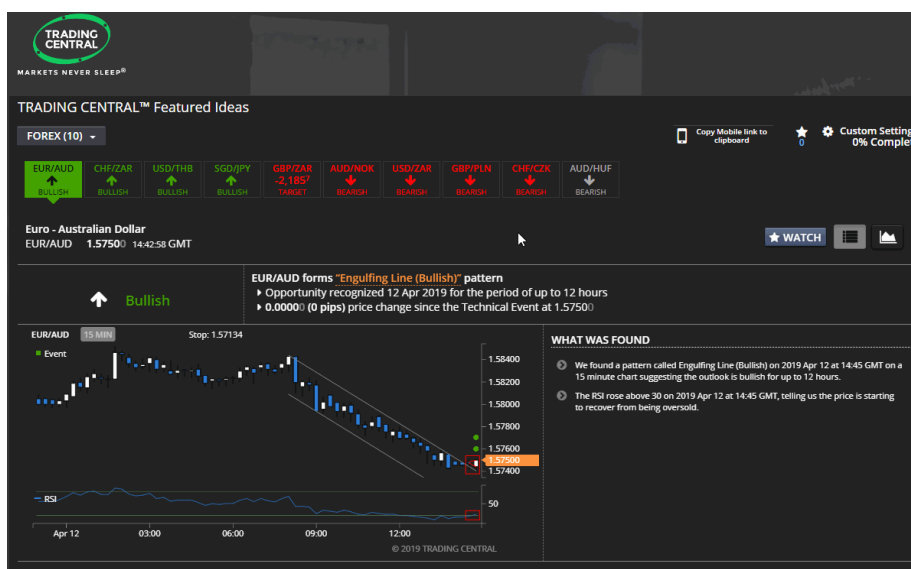 TRADING
CENTRAL
MARKETS NEVER SLEEP®
TRADING CENTRAL™ Featured Ideas
FOREX (10)
Copy Mobile link to
clipboard
0
Custom Setting
0% Complet
EUR/AUD
BULLISH
CHF/ZAR
BULLISH
USD/THB
BULLISH
SGD/JPY
BULLISH
GBP/ZAR
-2,185⁷
TARGET
AUD/NOK
BEARISH
USD/ZAR
BEARISH
GBP/PLN
BEARISH
CHF/CZK
BEARISH
AUD/HUF
BEARISH
Euro - Australian Dollar
EUR/AUD 1.57500 14:42:58 GMT
WATCH
Bullish
EUR/AUD forms "Engulfing Line (Bullish)" pattern
Opportunity recognized 12 Apr 2019 for the period of up to 12 hours
0.00000 (0 pips) price change since the Technical Event at 1.57500
EUR/AUD 15 MIN Stop: 1.57134
Event
1.58400
1.58200
1.58000
1.57800
1.57600
1.57500
1.57400
RSI
50
Apr 12 03:00 06:00 09:00 12:00
© 2019 TRADING CENTRAL
WHAT WAS FOUND
We found a pattern called Engulfing Line (Bullish) on 2019 Apr 12 at 14:45 GMT on a
15 minute chart suggesting the outlook is bullish for up to 12 hours.
The RSI rose above 30 on 2019 Apr 12 at 14:45 GMT, telling us the price is starting
to recover from being oversold.